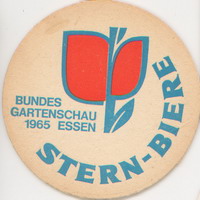 BUNDES
GARTENSCHAU
1965 ESSEN
STERN-BIERE